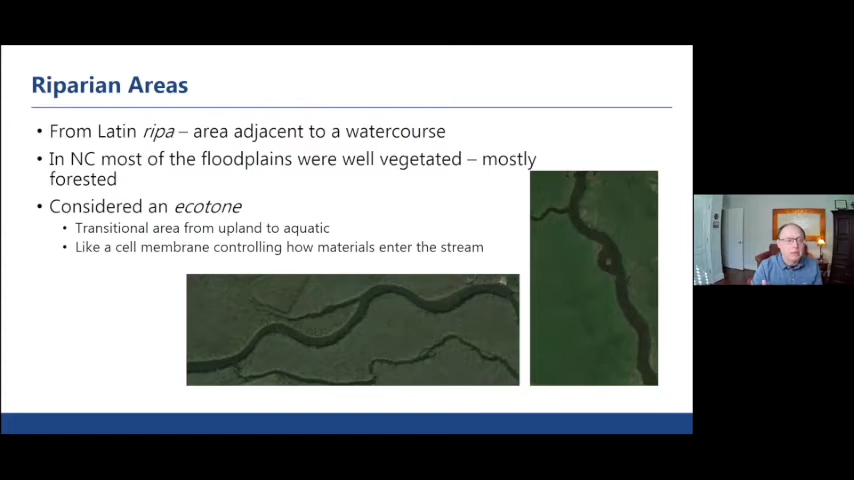 Riparian Areas
• From Latin ripa – area adjacent to a watercourse
• In NC most of the floodplains were well vegetated – mostly
forested
• Considered an ecotone
• Transitional area from upland to aquatic
• Like a cell membrane controlling how materials enter the stream